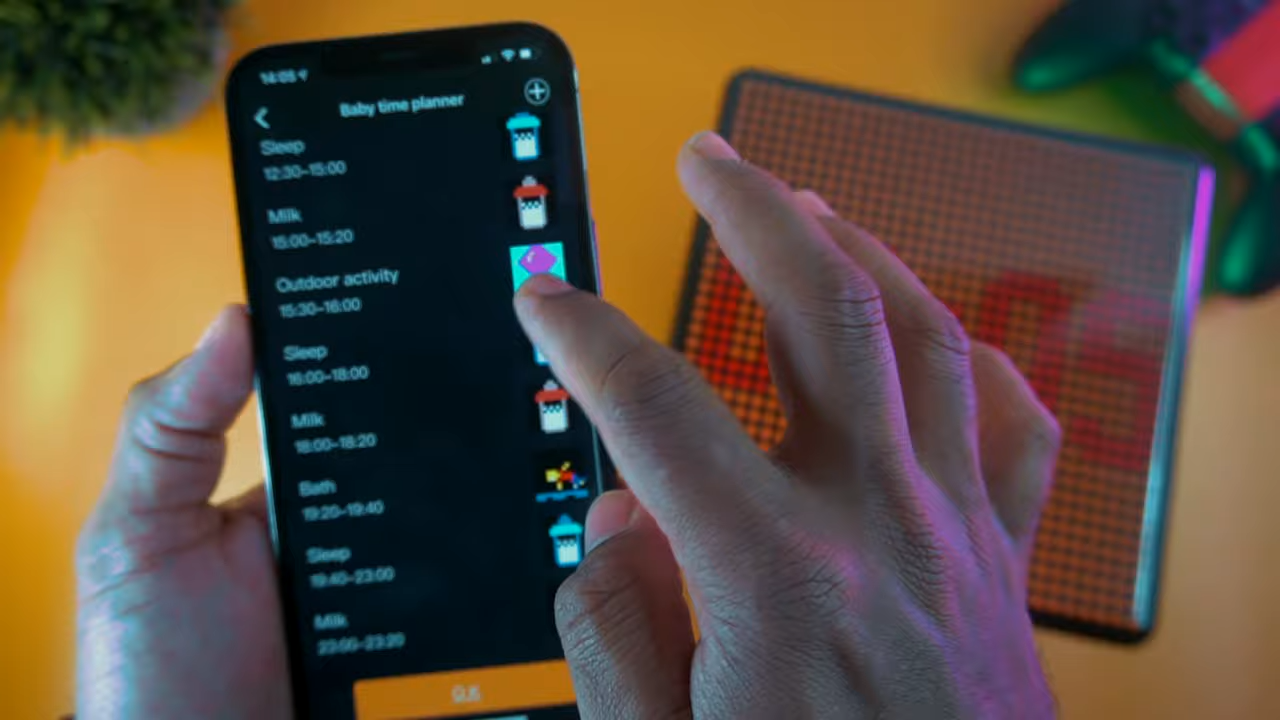 14:05
Baby time planner
Sleep
12:30-15:00
Milk
15:00-15:20
Outdoor activity
15:30-16:00
Sleep
16:00-18:00
Milk
18:00-18:20
Bath
19:20-19:40
Sleep
19:40-23:00
Milk
23:00-23:20